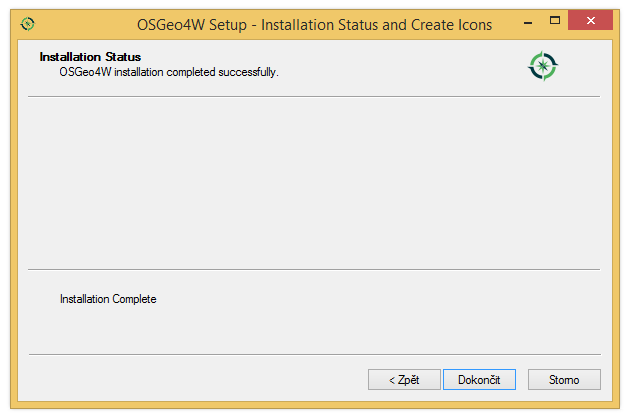 OSGeo4W Setup - Installation Status and Create Icons
Installation Status
OSGeo4W installation completed successfully.
Installation Complete
< Zpět Dokončit Storno